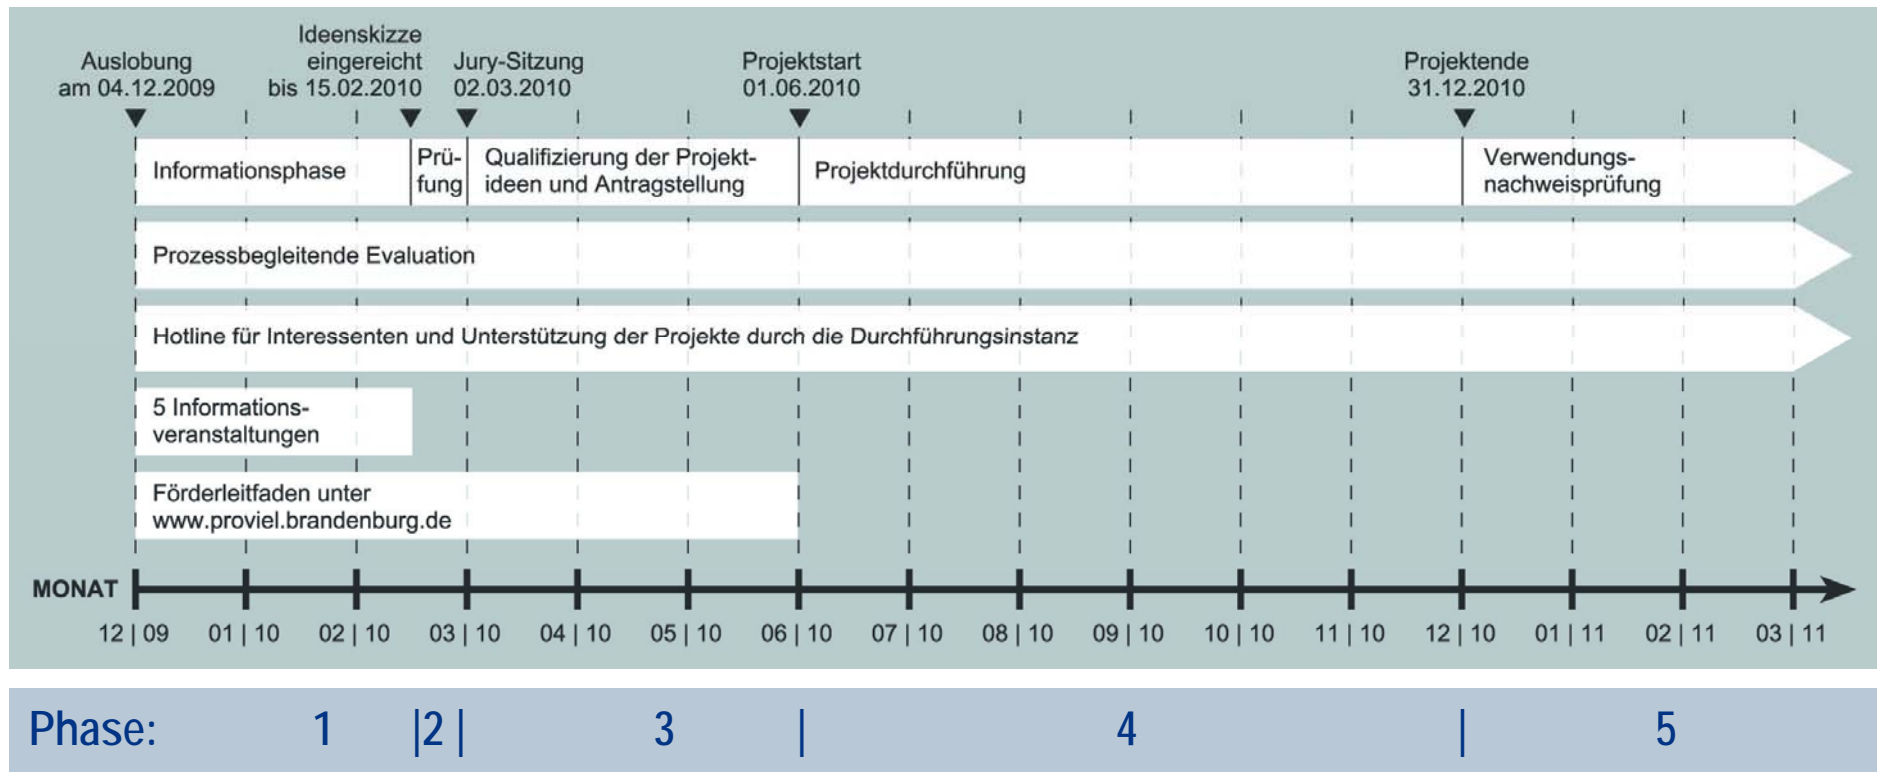 Auslobung
am 04.12.2009
Ideenskizze
eingereicht
bis 15.02.2010
Jury-Sitzung
02.03.2010
Projektstart
01.06.2010
Projektende
31.12.2010
Informationsphase
Prü-
fung
Qualifizierung der Projekt-
ideen und Antragstellung
Projektdurchführung
Verwendungs-
nachweisprüfung
Prozessbegleitende Evaluation
Hotline für Interessenten und Unterstützung der Projekte durch die Durchführungsinstanz
5 Informations-
veranstaltungen
Förderleitfaden unter
www.proviel.brandenburg.de
MONAT
12 | 09 01 | 10 02 | 10 03 | 10 04 | 10 05 | 10 06 | 10 07 | 10 08 | 10 09 | 10 10 | 10 11 | 10 12 | 10 01 | 11 02 | 11 03 | 11
Phase: 1 |2 | 3 | 4 | 5